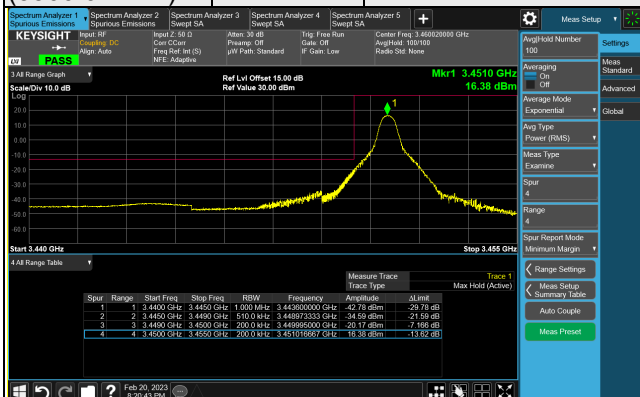 Spectrum Analyzer 1
Spurious Emissions
Spectrum Analyzer 2
Spurious Emissions
Spectrum Analyzer 3
Swept SA
Spectrum Analyzer 4
Swept SA
Spectrum Analyzer 5
Swept SA
+
Meas Setup
KEYSIGHT
Input: RF
Coupling: DC
Align: Auto
Input Z: 50 Ω
Corr CCorr
Freq Ref: Int (S)
NFE: Adaptive
Atten: 30 dB
Preamp: Off
µW Path: Standard
Trig: Free Run
Gate: Off
IF Gain: Low
Center Freq: 3.460020000 GHz
Avg|Hold: 100/100
Radio Std: None
LXI
PASS
3 All Range Graph
Scale/Div 10.0 dB
Ref Lvl Offset 15.00 dB
Ref Value 30.00 dBm
Mkr1 3.4510 GHz
16.38 dBm
Log
20.0
10.0
0.00
-10.0
-20.0
-30.0
-40.0
-50.0
-60.0
1
Start 3.440 GHz
Stop 3.455 GHz
4 All Range Table
Measure Trace Trace 1
Trace Type Max Hold (Active)
Spur Range Start Freq Stop Freq RBW Frequency Amplitude ΔLimit
1 1 3.4400 GHz 3.4450 GHz 1.000 MHz 3.443600000 GHz -42.78 dBm -29.78 dB
2 2 3.4450 GHz 3.4490 GHz 510.0 kHz 3.448973333 GHz -34.59 dBm -21.59 dB
3 3 3.4490 GHz 3.4500 GHz 200.0 kHz 3.449995000 GHz -20.17 dBm -7.166 dB
4 4 3.4500 GHz 3.4550 GHz 200.0 kHz 3.451016667 GHz 16.38 dBm -13.62 dB
Feb 20, 2023
8:20:43 PM
?
Avg|Hold Number
100
Averaging
On
Off
Average Mode
Exponential
Avg Type
Power (RMS)
Meas Type
Examine
Spur
4
Range
4
Spur Report Mode
Minimum Margin
Range Settings
Meas Setup
Summary Table
Auto Couple
Meas Preset
Settings
Meas
Standard
Advanced
Global